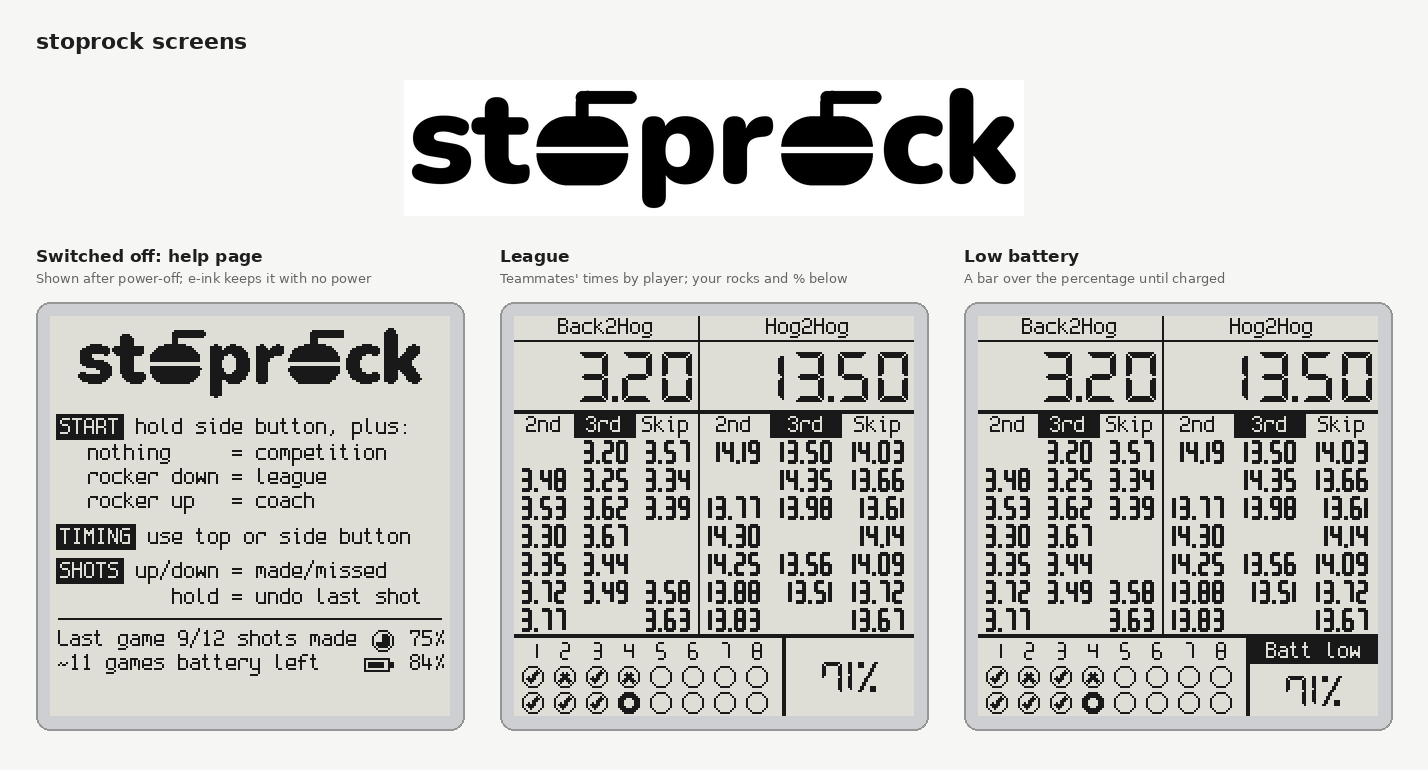 stoprock screens
stoprock
Switched off: help page
Shown after power-off; e-ink keeps it with no power
stoprock
START hold side button, plus:
nothing = competition
rocker down = league
rocker up = coach
TIMING use top or side button
SHOTS up/down = made/missed
hold = undo last shot
Last game 9/12 shots made 75%
~11 games battery left 84%
League
Teammates' times by player; your rocks and % below
Back2Hog Hog2Hog
3.20 13.50
2nd 3rd Skip 2nd 3rd Skip
3.20 3.57 14.19 13.50 14.03
3.48 3.25 3.34 14.35 13.66
3.53 3.62 3.39 13.77 13.98 13.61
3.30 3.67 14.30 14.14
3.35 3.44 14.25 13.56 14.09
3.72 3.49 3.58 13.88 13.51 13.72
3.77 3.63 13.83 13.67
1 2 3 4 5 6 7 8
71%
Low battery
A bar over the percentage until charged
Back2Hog Hog2Hog
3.20 13.50
2nd 3rd Skip 2nd 3rd Skip
3.20 3.57 14.19 13.50 14.03
3.48 3.25 3.34 14.35 13.66
3.53 3.62 3.39 13.77 13.98 13.61
3.30 3.67 14.30 14.14
3.35 3.44 14.25 13.56 14.09
3.72 3.49 3.58 13.88 13.51 13.72
3.77 3.63 13.83 13.67
1 2 3 4 5 6 7 8
Batt low
71%